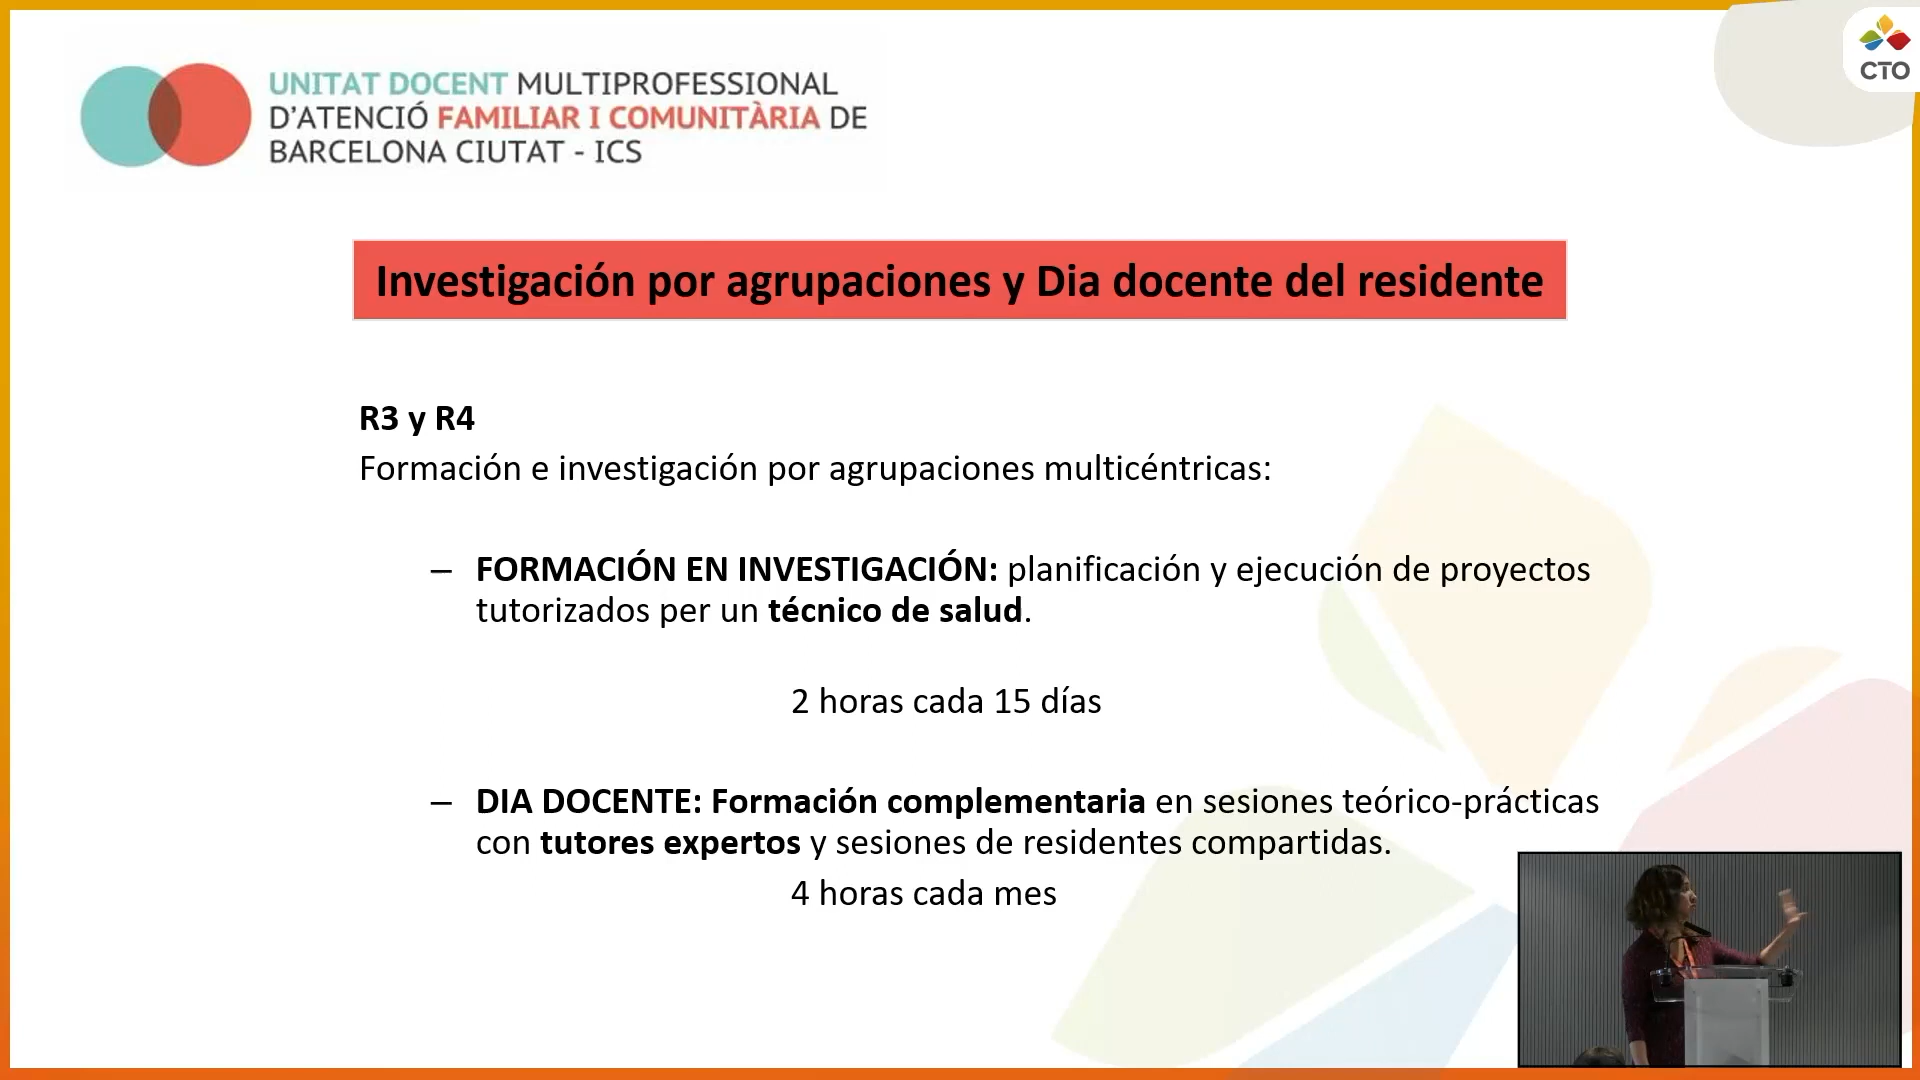 UNITAT DOCENT MULTIPROFESSIONAL
D'ATENCIÓ FAMILIAR I COMUNITÀRIA DE
BARCELONA CIUTAT - ICS
CTO
Investigación por agrupaciones y Dia docente del residente
R3 y R4
Formación e investigación por agrupaciones multicéntricas:
– FORMACIÓN EN INVESTIGACIÓN: planificación y ejecución de proyectos
tutorizados per un técnico de salud.
2 horas cada 15 días
– DIA DOCENTE: Formación complementaria en sesiones teórico-prácticas
con tutores expertos y sesiones de residentes compartidas.
4 horas cada mes